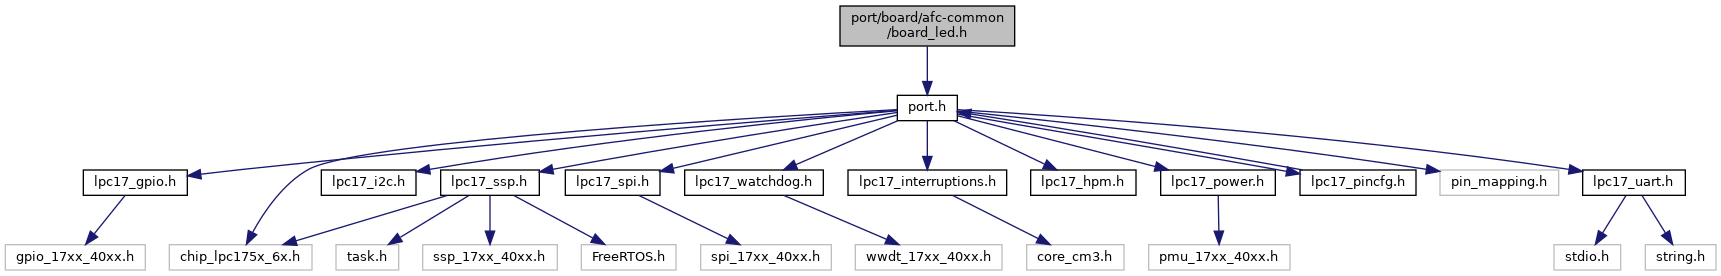 port/board/afc-common
/board_led.h
port.h
lpc17_gpio.h
lpc17_i2c.h
lpc17_ssp.h
lpc17_spi.h
lpc17_watchdog.h
lpc17_interruptions.h
lpc17_hpm.h
lpc17_power.h
lpc17_pincfg.h
pin_mapping.h
lpc17_uart.h
gpio_17xx_40xx.h
chip_lpc175x_6x.h
task.h
ssp_17xx_40xx.h
FreeRTOS.h
spi_17xx_40xx.h
wwdt_17xx_40xx.h
core_cm3.h
pmu_17xx_40xx.h
stdio.h
string.h